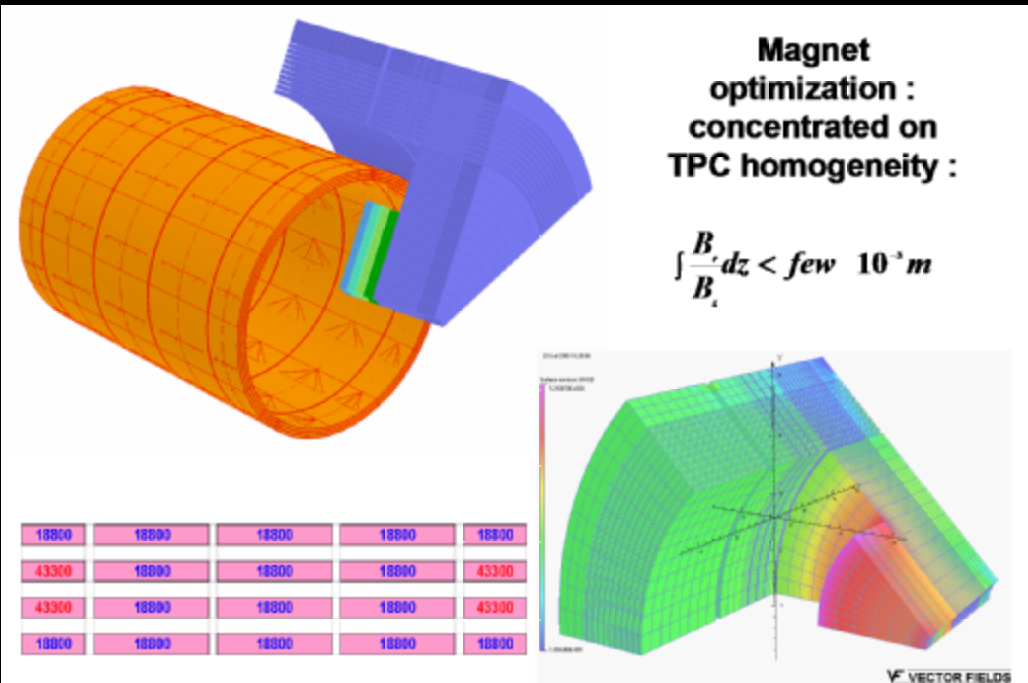 Magnet
optimization :
concentrated on
TPC homogeneity :
∫ B_r / B_z dz < few 10⁻³ m
18800 18800 18800 18800 18800
43300 18800 18800 18800 43300
43300 18800 18800 18800 43300
18800 18800 18800 18800 18800
Y
VF VECTOR FIELDS